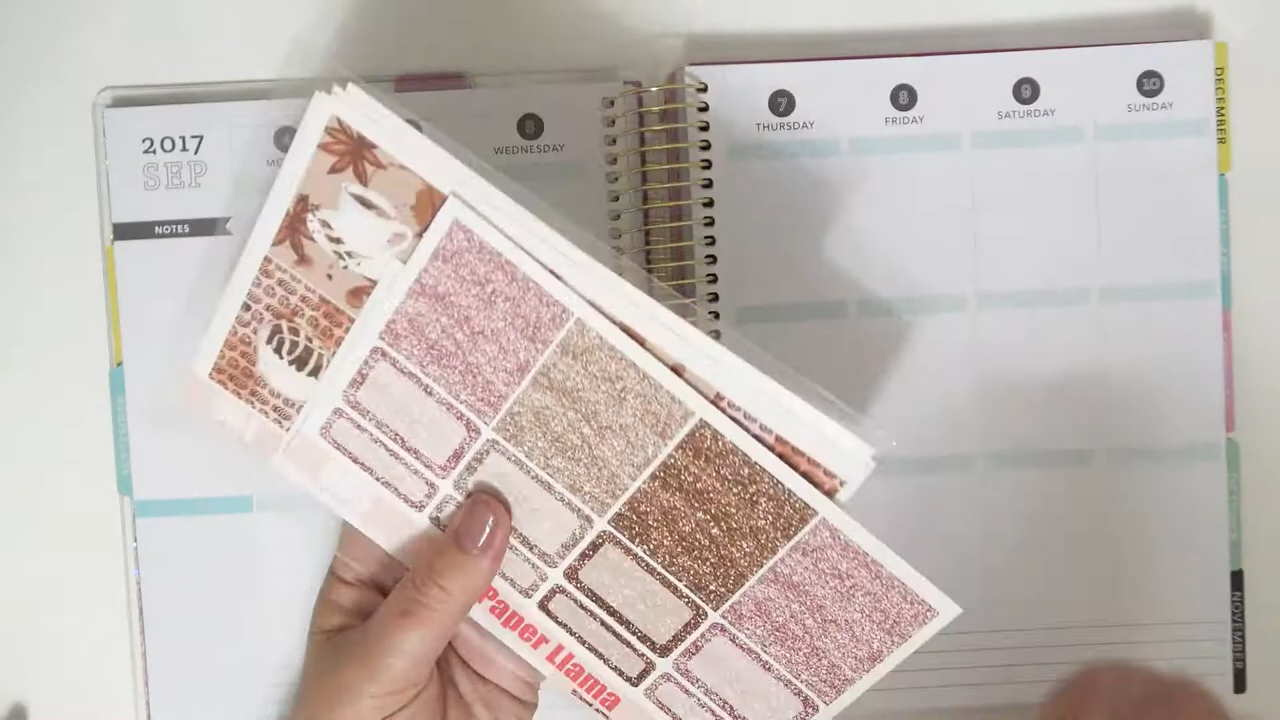 2017
SEP
NOTES
WEDNESDAY
7
THURSDAY
8
FRIDAY
9
SATURDAY
10
SUNDAY
DECEMBER
NOVEMBER
Paper Llama